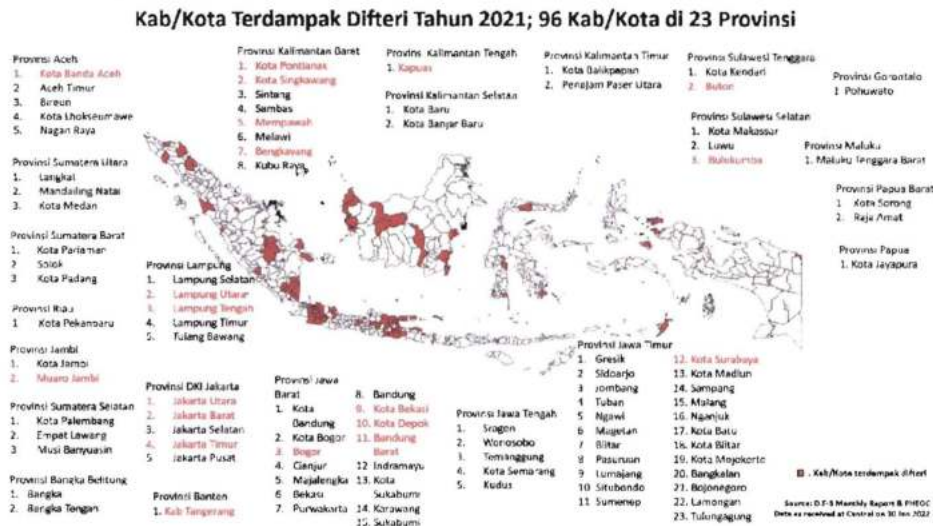 Kab/Kota Terdampak Difteri Tahun 2021; 96 Kab/Kota di 23 Provinsi
Provinsi Aceh
1. Kota Banda Aceh
2 Aceh Timur
3. Bireun
4. Kota Lhokseumawe
5. Nagan Raya
Provinsi Sumatera Utara
1. Langkat
2. Mandailing Natal
3. Kota Medan
Provinsi Sumatera Barat
1. Kota Pariaman
2 Solok
3 Kota Padang
Provinsi Riau
1 Kota Pekanbaru
Provinsi Jambi
1. Kota Jambi
2. Muaro Jambi
Provinsi Sumatera Selatan
1. Kota Palembang
2. Empat Lawang
3 Musi Banyuasin
Provinsi Bangka Belitung
1. Bangka
2. Bangka Tengah
Provinsi Kalimantan Barat
1. Kota Pontianak
2. Kota Singkawang
3. Sintang
4. Sambas
5. Mempawah
6. Melawi
7. Bengkayang
8. Kubu Raya
Provinsi Kalimantan Tengah
1. Kapuas
Provinsi Kalimantan Selatan
1. Kota Baru
2. Kota Banjar Baru
Provinsi Kalimantan Timur
1. Kota Balikpapan
2. Penajam Paser Utara
Provinsi Sulawesi Tenggara
1. Kota Kendari
2. Buton
Provinsi Sulawesi Selatan
1. Kota Makassar
2. Luwu
3. Bulukumba
Provinsi Gorontalo
1 Pohuwato
Provinsi Maluku
1. Maluku Tenggara Barat
Provinsi Papua Barat
1 Kota Sorong
2. Raja Amat
Provinsi Papua
1. Kota Jayapura
Provinsi Lampung
1. Lampung Selatan
2. Lampung Utara
3. Lampung Tengah
4. Lampung Timur
5. Tulang Bawang
Provinsi DKI Jakarta
1. Jakarta Utara
2. Jakarta Barat
3. Jakarta Selatan
4. Jakarta Timur
5 Jakarta Pusat
Provinsi Banten
1. Kab Tangerang
Provinsi Jawa
Barat
1. Kota
Bandung
2. Kota Bogor
3 Bogor
4. Cianjur
5. Majalengka
6 Bekasi
7. Purwakarta
8. Bandung
9. Kota Bekasi
10. Kota Depok
11. Bandung
Barat
12 Indramayu
13. Kota
Sukabumi
14. Karawang
15. Sukabumi
Provinsi Jawa Tengah
1. Sragen
2. Wonosobo
3. Temanggung
4. Kota Semarang
5. Kudus
Provinsi Jawa Timur
1. Gresik
2 Sidoarjo
3 Jombang
4 Tuban
5 Ngawi
6 Magetan
7 Blitar
8 Pasuruan
9 Lumajang
10 Situbondo
11 Sumenep
12. Kota Surabaya
13. Kota Madiun
14. Sampang
15. Malang
16. Nganjuk
17. Kota Batu
18. Kota Blitar
19. Kota Mojokerto
20. Bangkalan
21. Bojonegoro
22. Lamongan
23. Tulungagung
: Kab/Kota terdampak difteri
Source: D.F-S Monthly Report & PHEOC
Data as received at Central on 30 Jan 2022